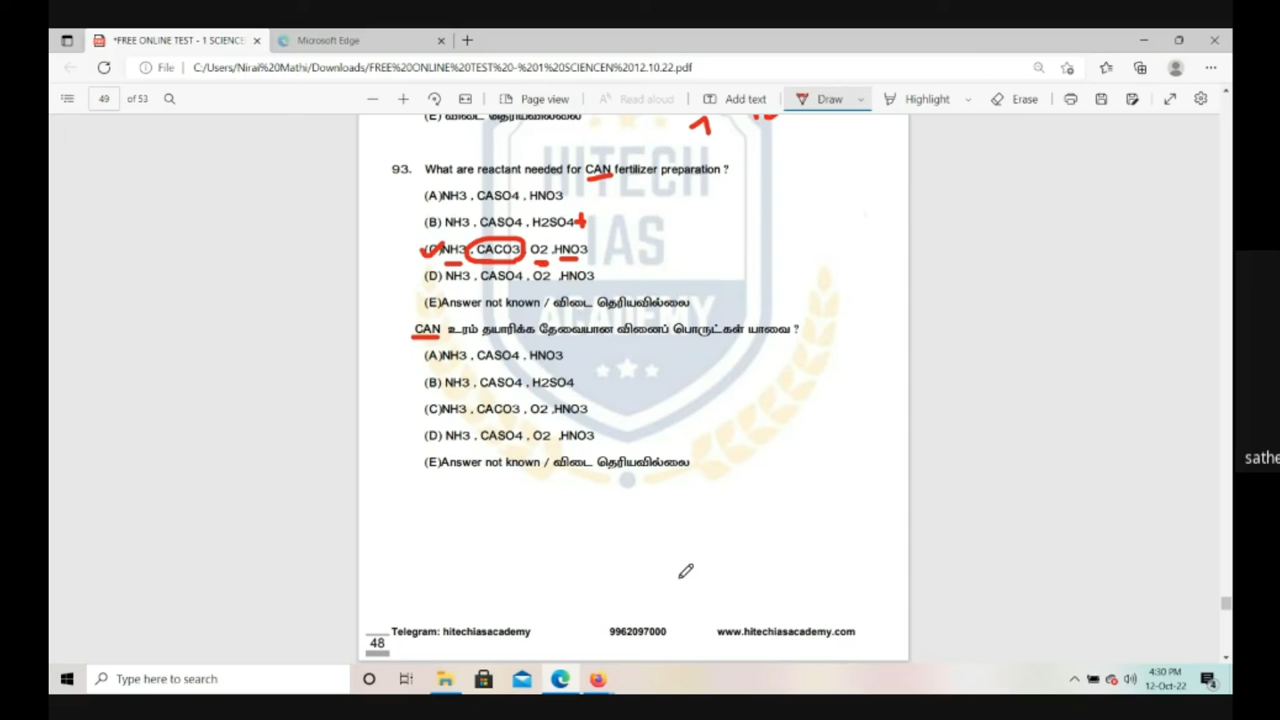 *FREE ONLINE TEST - 1 SCIENCE
Microsoft Edge
File C:/Users/Nirai%20Mathi/Downloads/FREE%20ONLINE%20TEST%20-%201%20SCIENCEN%2012.10.22.pdf
49 of 53
Page view
Read aloud
Add text
Draw
Highlight
Erase
(E) விடை தெரியவில்லை
93. What are reactant needed for CAN fertilizer preparation ?
(A)NH3 , CASO4 , HNO3
(B) NH3 , CASO4 , H2SO4
(C)NH3 , CACO3 , O2 ,HNO3
(D) NH3 , CASO4 , O2 ,HNO3
(E)Answer not known / விடை தெரியவில்லை
CAN உரம் தயாரிக்க தேவையான வினைப் பொருட்கள் யாவை ?
(A)NH3 , CASO4 , HNO3
(B) NH3 , CASO4 , H2SO4
(C)NH3 , CACO3 , O2 ,HNO3
(D) NH3 , CASO4 , O2 ,HNO3
(E)Answer not known / விடை தெரியவில்லை
HITECH
IAS
ACADEMY
sathe
Telegram: hitechiasacademy 9962097000 www.hitechiasacademy.com
48
Type here to search
4:30 PM
12-Oct-22
4